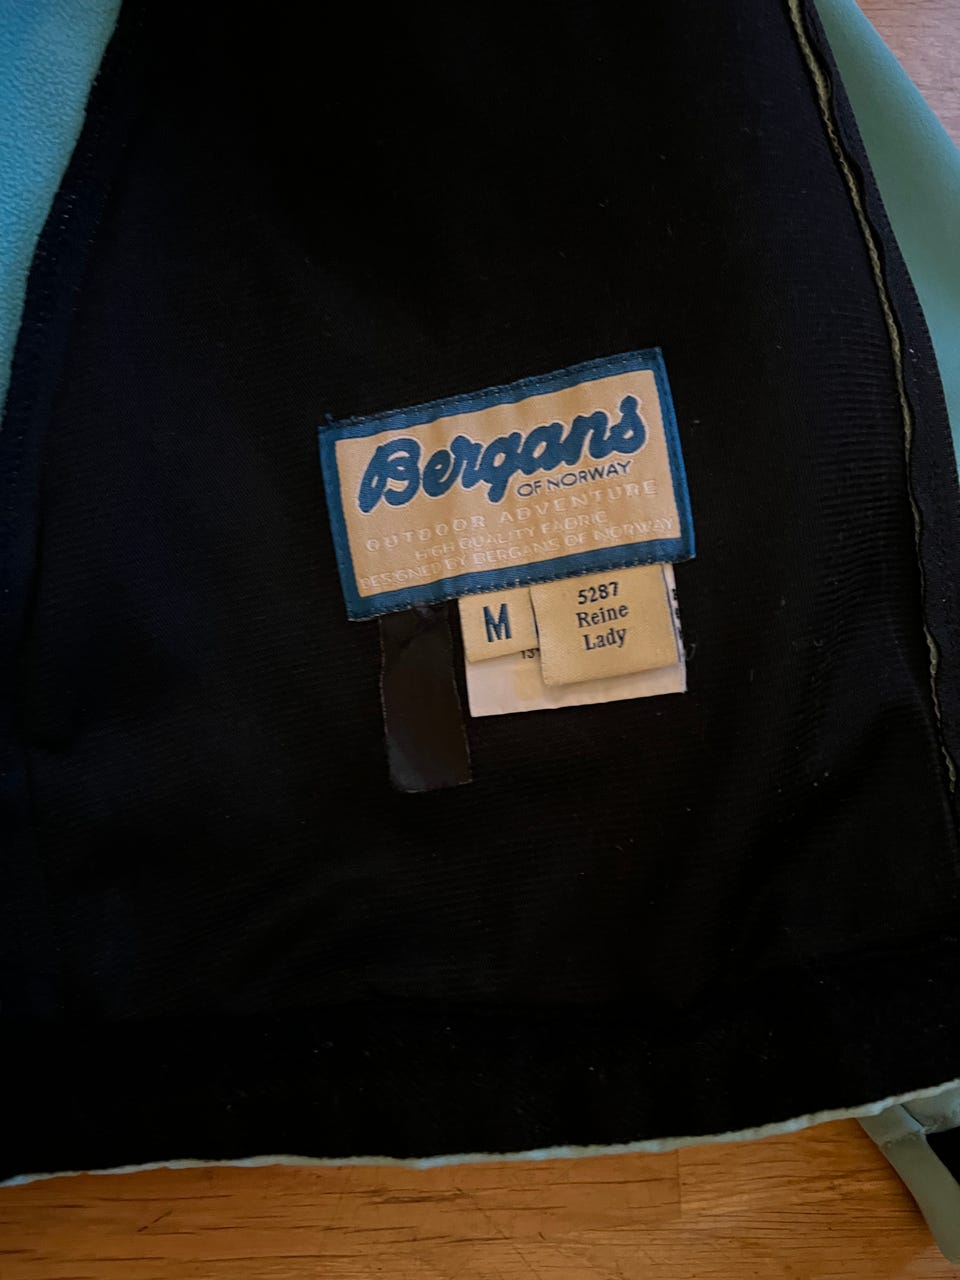 Bergans
OF NORWAY
OUTDOOR ADVENTURE
HIGH QUALITY FABRIC
DESIGNED BY BERGANS OF NORWAY
M
5287
Reine
Lady